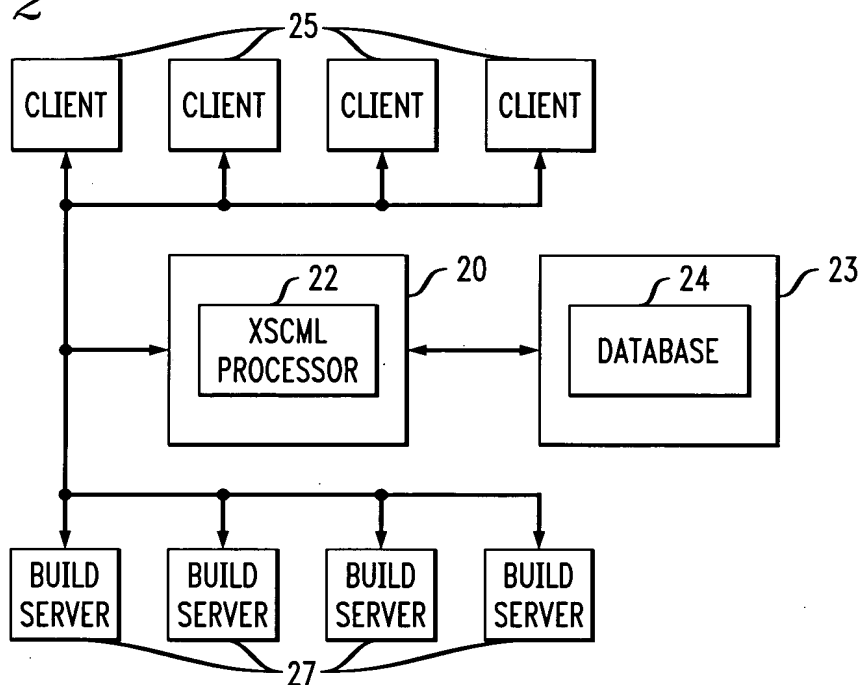 2
25
CLIENT CLIENT CLIENT CLIENT
20
23
22
24
XSCML
PROCESSOR
DATABASE
BUILD
SERVER
BUILD
SERVER
BUILD
SERVER
BUILD
SERVER
27